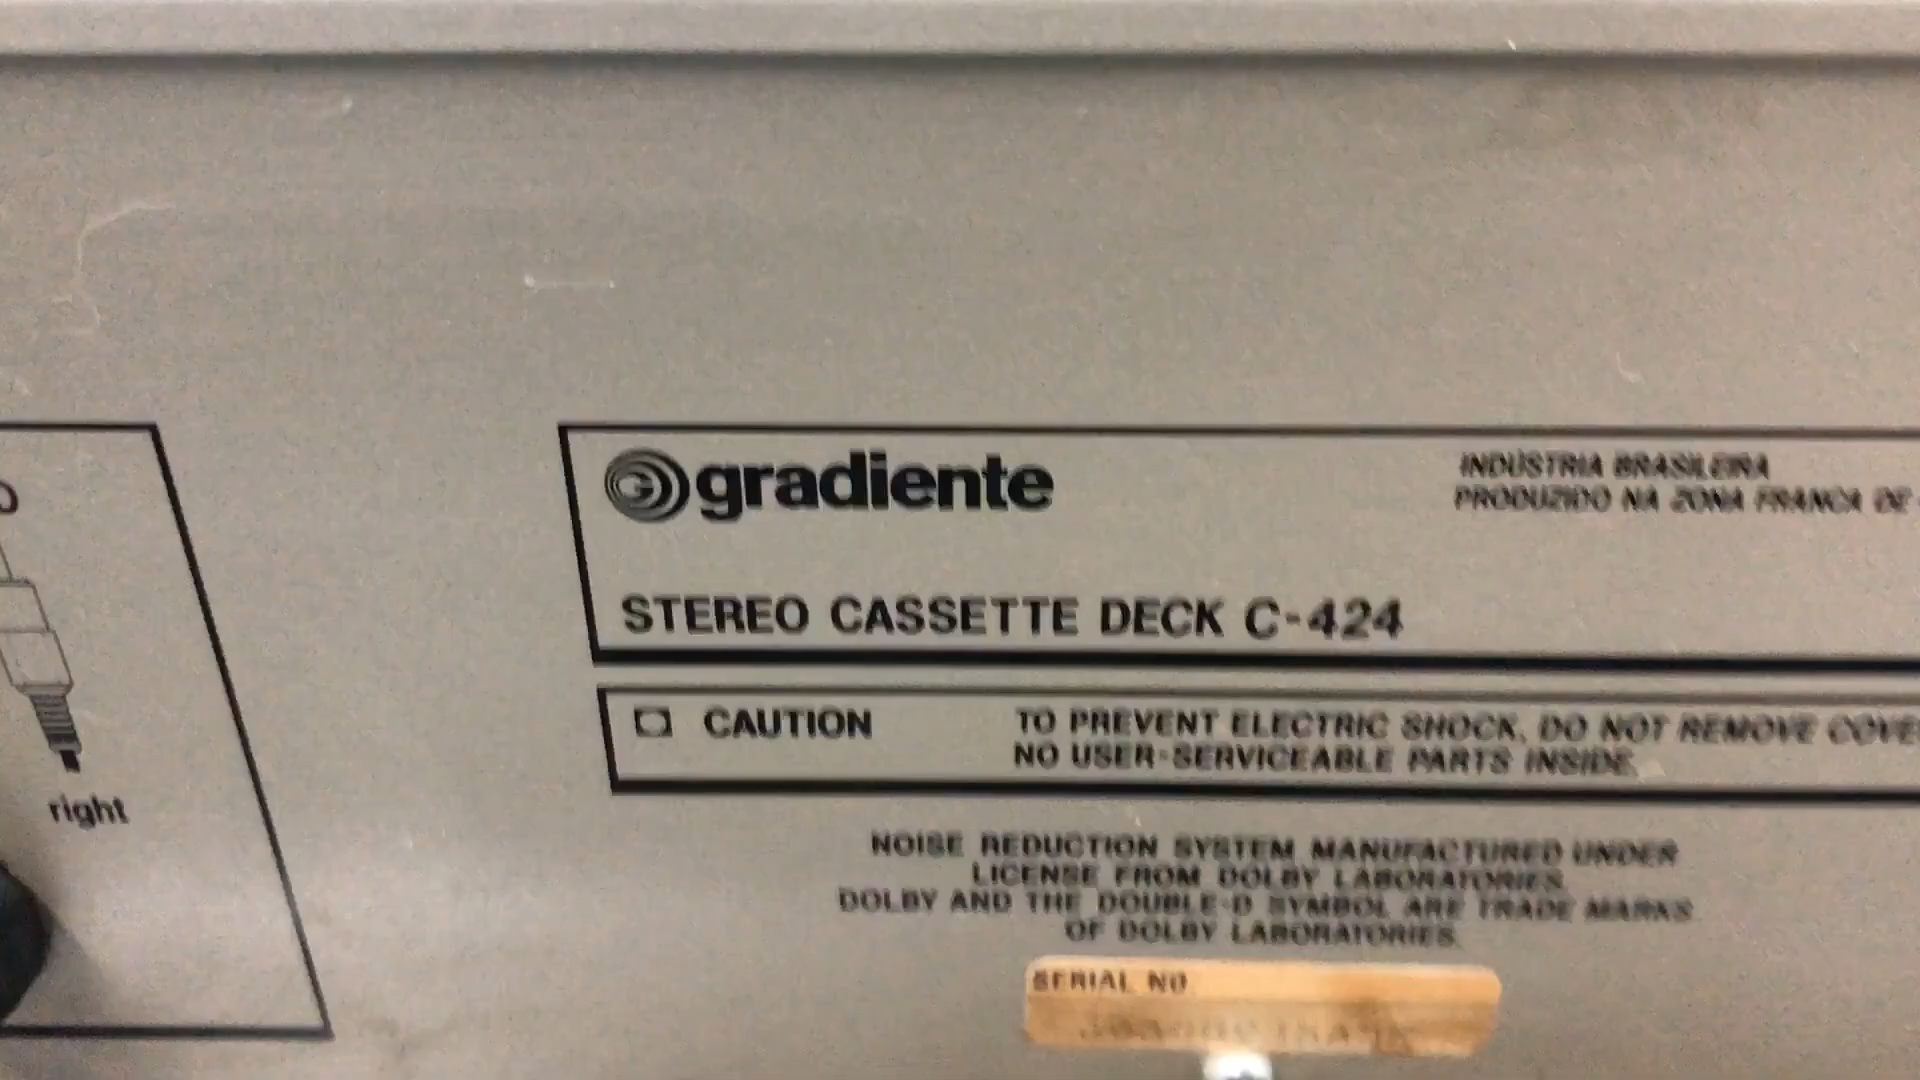 gradiente
INDÚSTRIA BRASILEIRA
PRODUZIDO NA ZONA FRANCA DE
STEREO CASSETTE DECK C-424
CAUTION
TO PREVENT ELECTRIC SHOCK, DO NOT REMOVE COVE
NO USER-SERVICEABLE PARTS INSIDE.
right
NOISE REDUCTION SYSTEM MANUFACTURED UNDER
LICENSE FROM DOLBY LABORATORIES.
DOLBY AND THE DOUBLE-D SYMBOL ARE TRADE MARKS
OF DOLBY LABORATORIES.
SERIAL NO